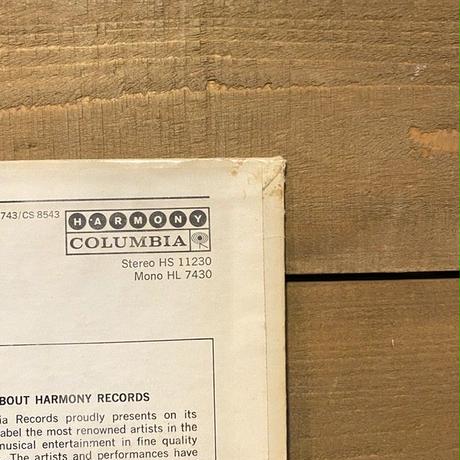 743/CS 8543
HARMONY
COLUMBIA
Stereo HS 11230
Mono HL 7430
BOUT HARMONY RECORDS
ia Records proudly presents on its
abel the most renowned artists in the
musical entertainment in fine quality
The artists and performances have